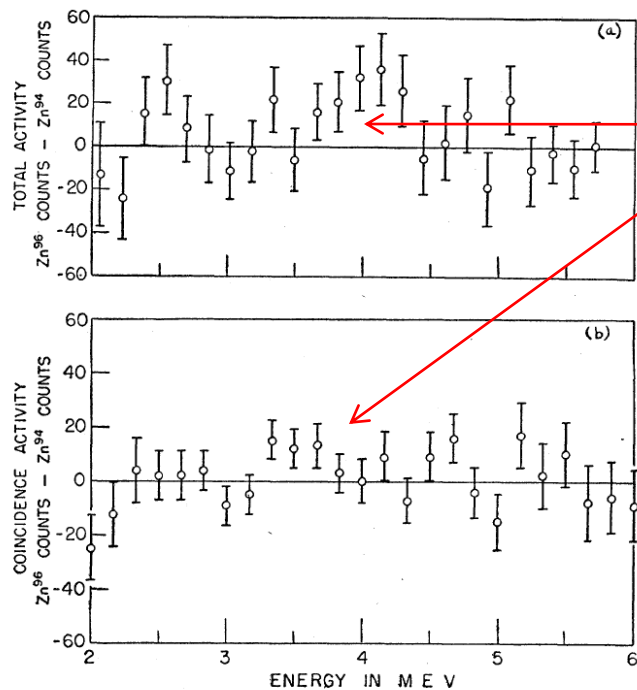 (a)
TOTAL ACTIVITY
Zn96 COUNTS - Zn94 COUNTS
60
40
20
0
-20
-40
-60
(b)
COINCIDENCE ACTIVITY
Zn96 COUNTS - Zn94 COUNTS
60
40
20
0
-20
-40
-60
2 3 4 5 6
ENERGY IN MEV